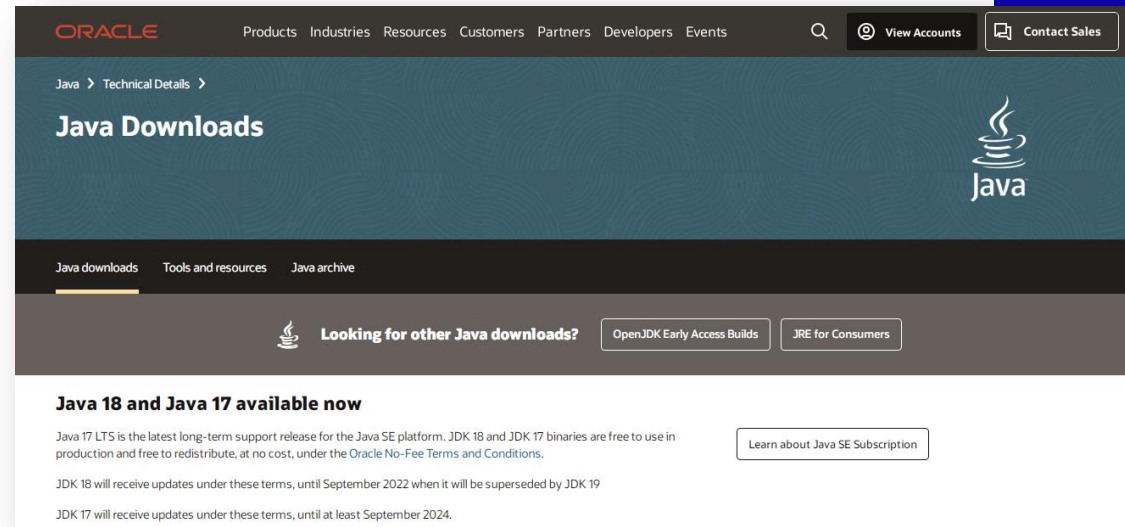 ORACLE Products Industries Resources Customers Partners Developers Events View Accounts Contact Sales
Java > Technical Details >
Java Downloads
Java
Java downloads Tools and resources Java archive
Looking for other Java downloads? OpenJDK Early Access Builds JRE for Consumers
Java 18 and Java 17 available now
Java 17 LTS is the latest long-term support release for the Java SE platform. JDK 18 and JDK 17 binaries are free to use in
production and free to redistribute, at no cost, under the Oracle No-Fee Terms and Conditions.
Learn about Java SE Subscription
JDK 18 will receive updates under these terms, until September 2022 when it will be superseded by JDK 19
JDK 17 will receive updates under these terms, until at least September 2024.